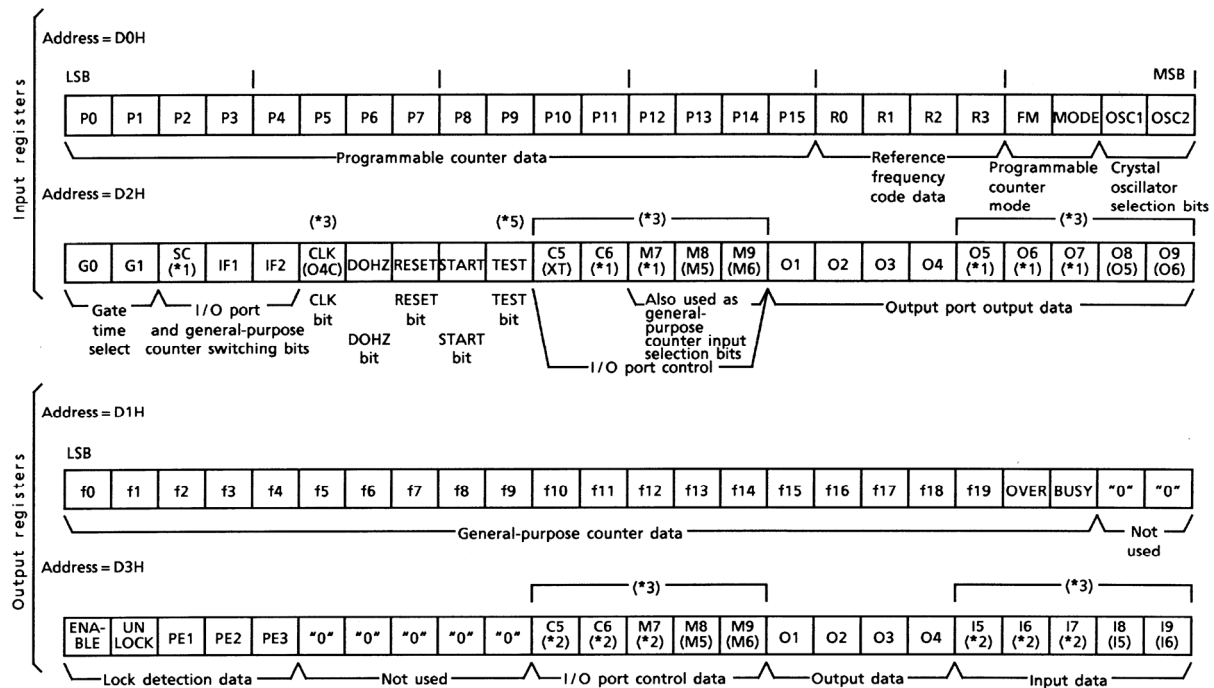 Input registers
Address = D0H
LSB MSB
P0 P1 P2 P3 P4 P5 P6 P7 P8 P9 P10 P11 P12 P13 P14 P15 R0 R1 R2 R3 FM MODE OSC1 OSC2
Programmable counter data
Reference frequency code data
Programmable counter mode
Crystal oscillator selection bits
Address = D2H
(*3) (*5) (*3) (*3)
G0 G1 SC (*1) IF1 IF2 CLK (O4C) DOHZ RESET START TEST C5 (XT) C6 (*1) M7 (*1) M8 (M5) M9 (M6) O1 O2 O3 O4 O5 (*1) O6 (*1) O7 (*1) O8 (O5) O9 (O6)
Gate time select
I/O port and general-purpose counter switching bits
CLK bit
DOHZ bit
RESET bit
START bit
TEST bit
Also used as general-purpose counter input selection bits
I/O port control
Output port output data
Output registers
Address = D1H
LSB
f0 f1 f2 f3 f4 f5 f6 f7 f8 f9 f10 f11 f12 f13 f14 f15 f16 f17 f18 f19 OVER BUSY "0" "0"
General-purpose counter data
Not used
Address = D3H
(*3) (*3)
ENA-BLE UN LOCK PE1 PE2 PE3 "0" "0" "0" "0" "0" C5 (*2) C6 (*2) M7 (*2) M8 (M5) M9 (M6) O1 O2 O3 O4 I5 (*2) I6 (*2) I7 (*2) I8 (I5) I9 (I6)
Lock detection data
Not used
I/O port control data
Output data
Input data